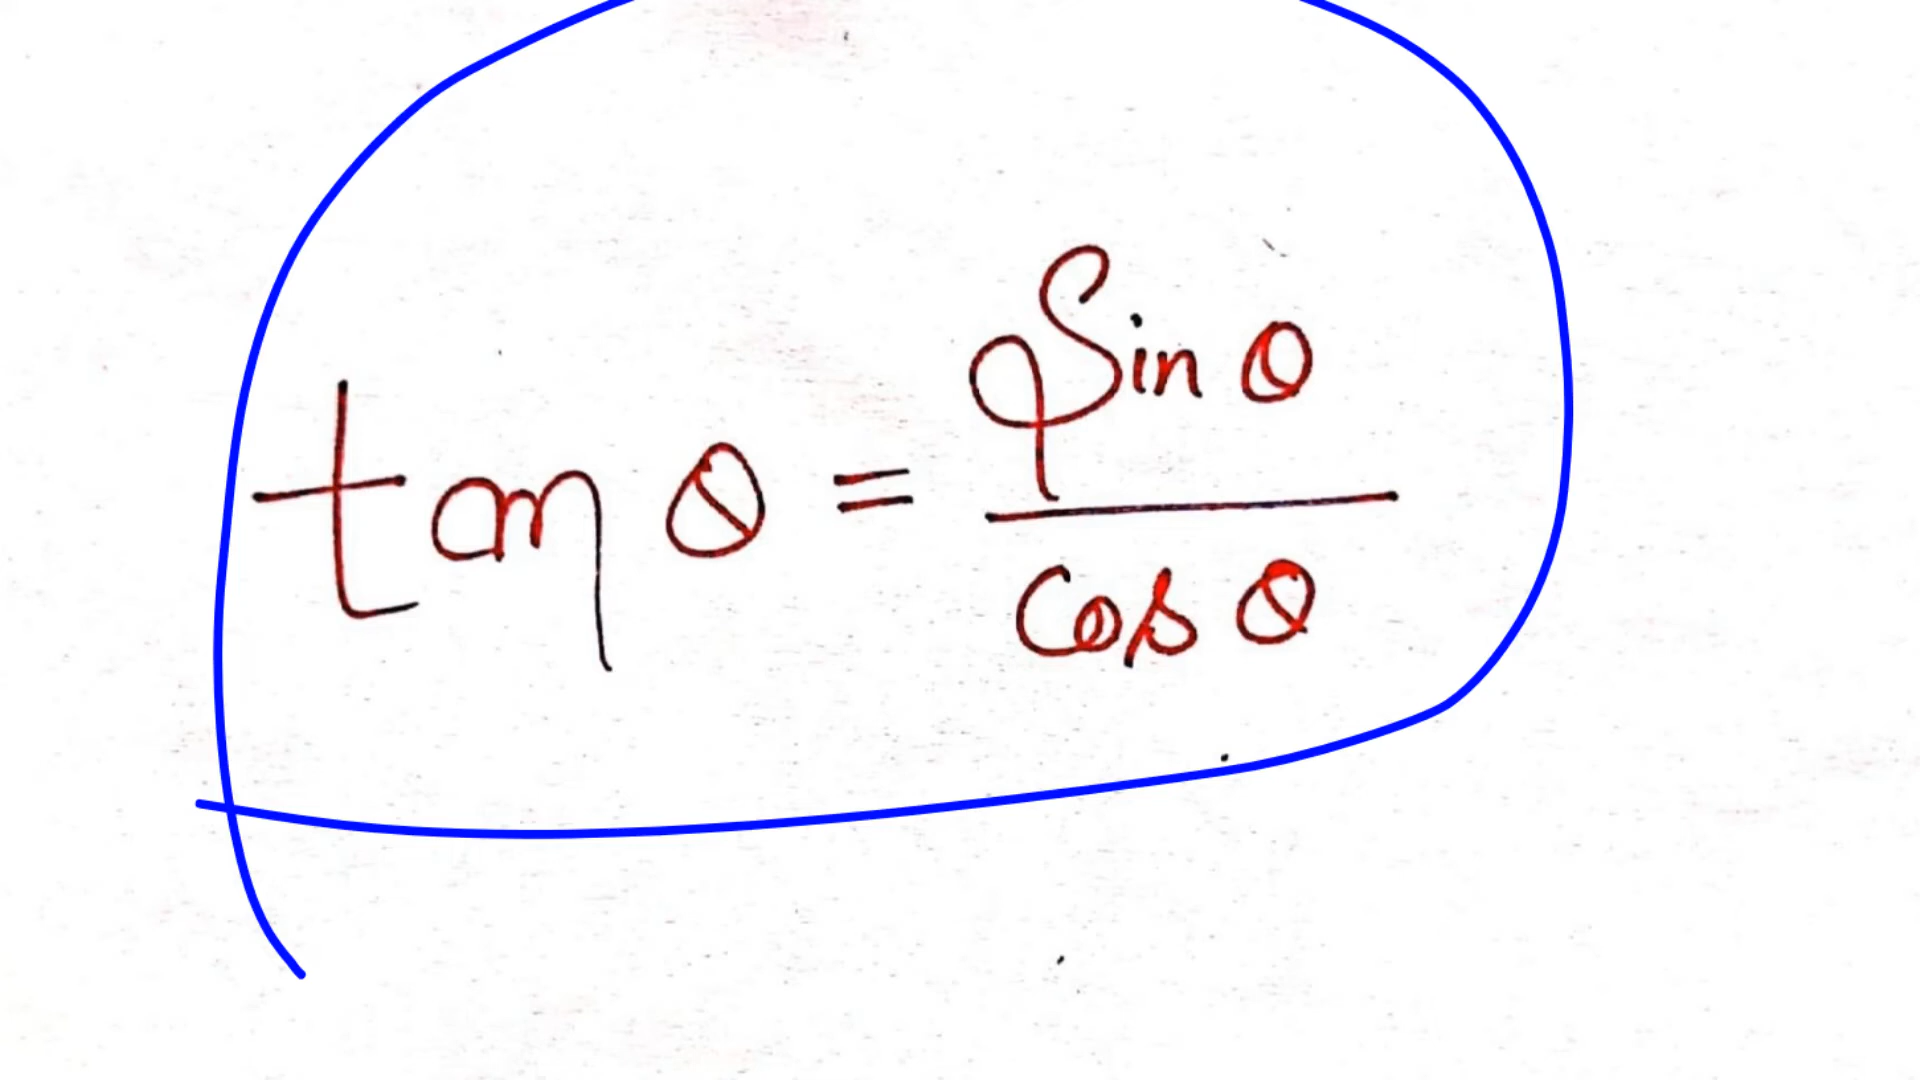 tan θ = Sin θ / Cos θ